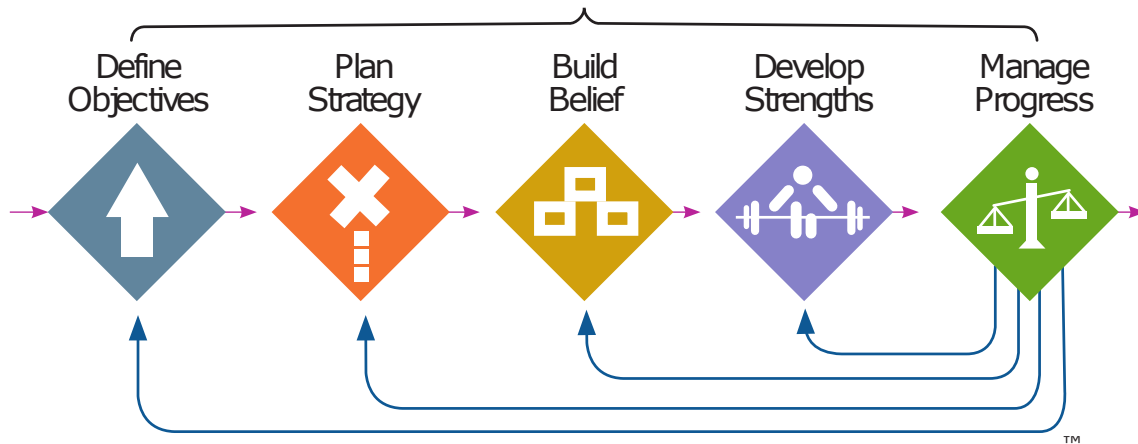 Define
Objectives
Plan
Strategy
Build
Belief
Develop
Strengths
Manage
Progress
TM